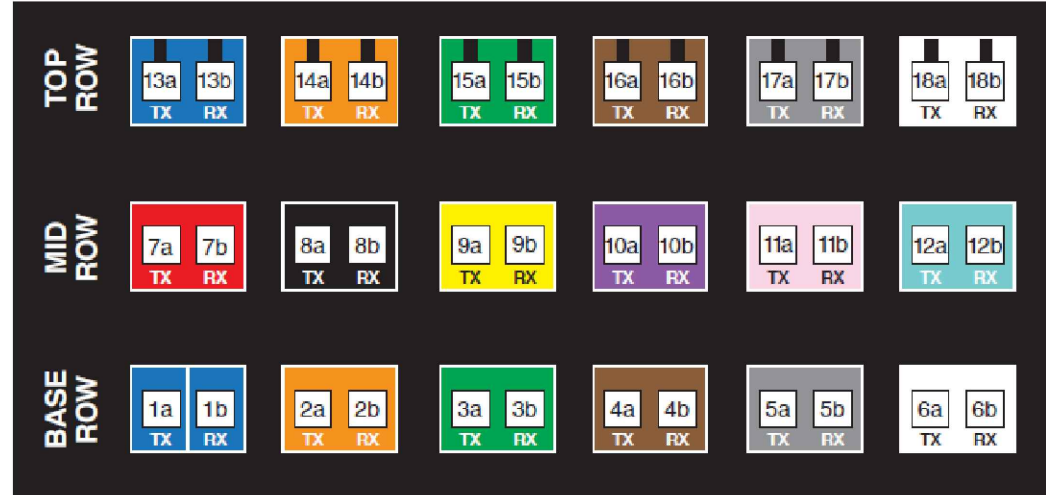 TOP ROW
13a 13b 14a 14b 15a 15b 16a 16b 17a 17b 18a 18b
TX RX TX RX TX RX TX RX TX RX TX RX
MID ROW
7a 7b 8a 8b 9a 9b 10a 10b 11a 11b 12a 12b
TX RX TX RX TX RX TX RX TX RX TX RX
BASE ROW
1a 1b 2a 2b 3a 3b 4a 4b 5a 5b 6a 6b
TX RX TX RX TX RX TX RX TX RX TX RX